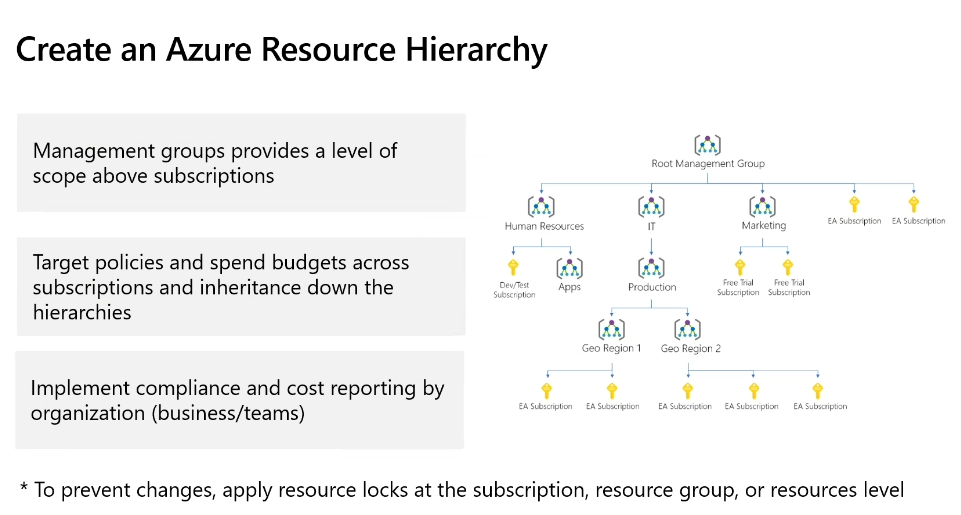 Create an Azure Resource Hierarchy
Management groups provides a level of
scope above subscriptions
Target policies and spend budgets across
subscriptions and inheritance down the
hierarchies
Implement compliance and cost reporting by
organization (business/teams)
Root Management Group
Human Resources
IT
Marketing
EA Subscription
EA Subscription
Dev/Test
Subscription
Apps
Production
Free Trial
Subscription
Free Trial
Subscription
Geo Region 1
Geo Region 2
EA Subscription
EA Subscription
EA Subscription
EA Subscription
EA Subscription
* To prevent changes, apply resource locks at the subscription, resource group, or resources level